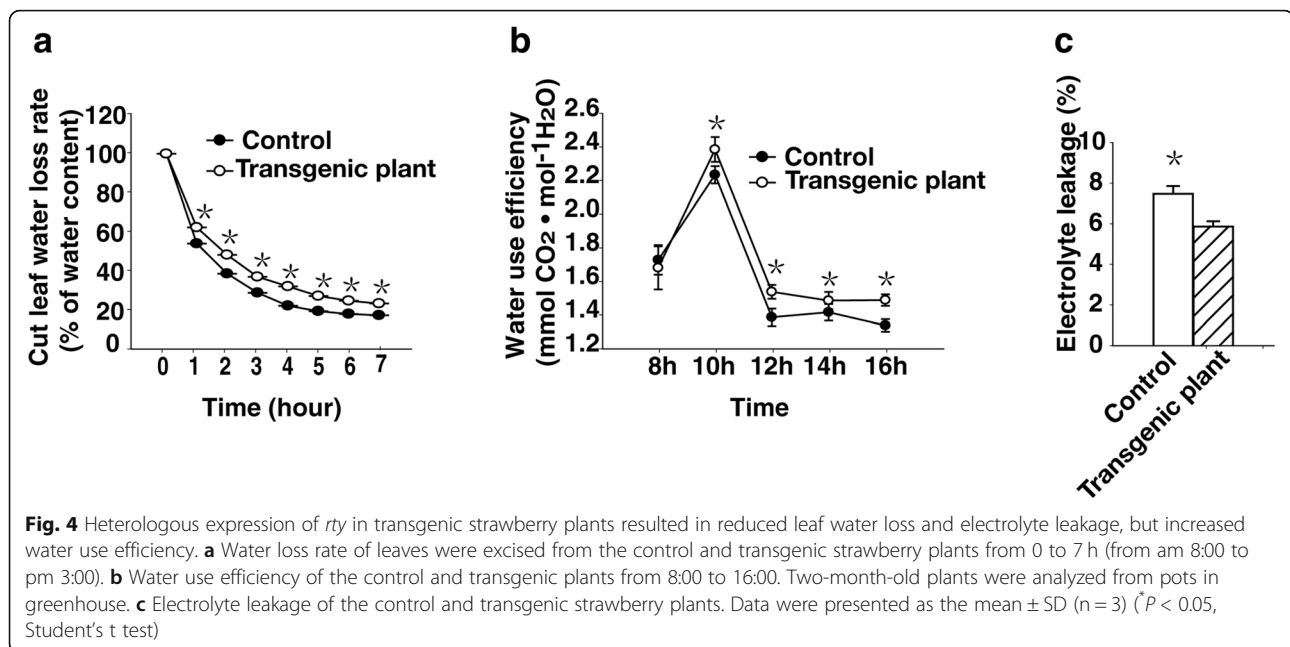 a
Cut leaf water loss rate
(% of water content)
120
100
80
60
40
20
0
Control
Transgenic plant
* * * * * * *
0 1 2 3 4 5 6 7
Time (hour)
b
Water use efficiency
(mmol CO2 • mol-1H2O)
2.6
2.4
2.2
2.0
1.8
1.6
1.4
1.2
Control
Transgenic plant
* * * *
8h 10h 12h 14h 16h
Time
c
Electrolyte leakage (%)
10
8
6
4
2
0
*
Control
Transgenic plant
Fig. 4 Heterologous expression of rty in transgenic strawberry plants resulted in reduced leaf water loss and electrolyte leakage, but increased
water use efficiency. a Water loss rate of leaves were excised from the control and transgenic strawberry plants from 0 to 7 h (from am 8:00 to
pm 3:00). b Water use efficiency of the control and transgenic plants from 8:00 to 16:00. Two-month-old plants were analyzed from pots in
greenhouse. c Electrolyte leakage of the control and transgenic strawberry plants. Data were presented as the mean ± SD (n = 3) (*P < 0.05,
Student's t test)